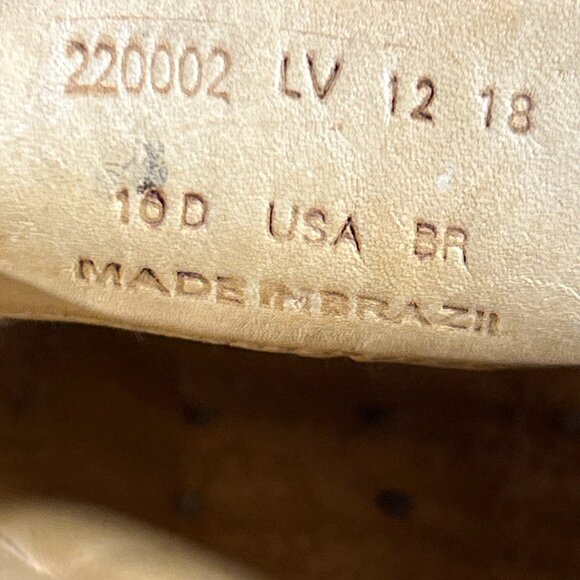 220002 LV 12 18
10D USA BR
MADE IN BRAZIL